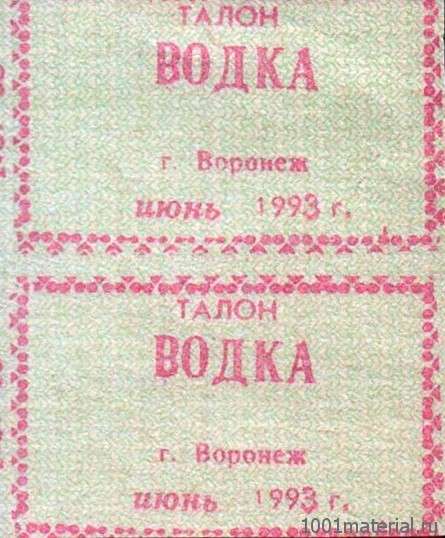 ТАЛОН
ВОДКА
г. Воронеж
июнь 1993 г.
ТАЛОН
ВОДКА
г. Воронеж
июнь 1993 г.
1001material.ru